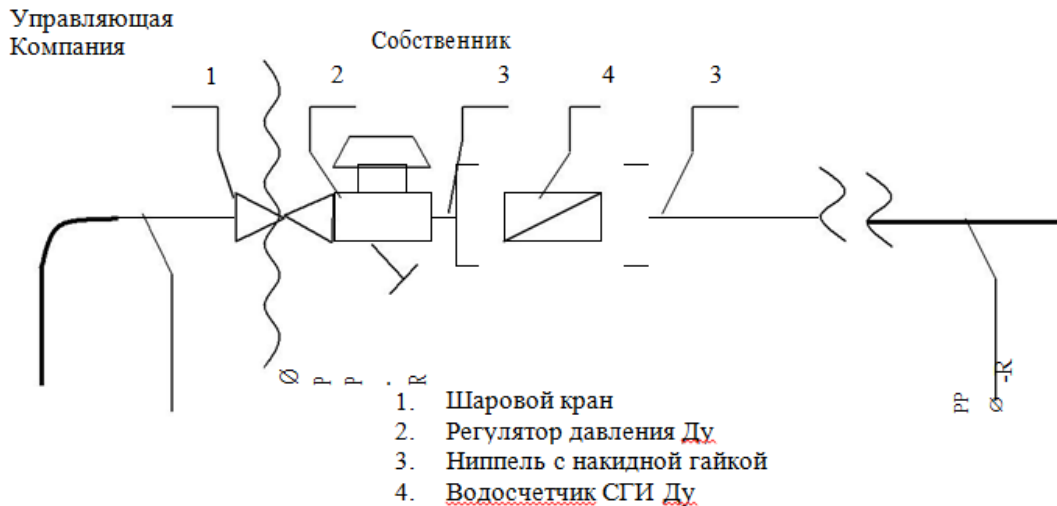 Управляющая
Компания
Собственник
1 2 3 4 3
Ø P P . R
PP Ø -R
1. Шаровой кран
2. Регулятор давления Ду
3. Ниппель с накидной гайкой
4. Водосчетчик СГИ Ду